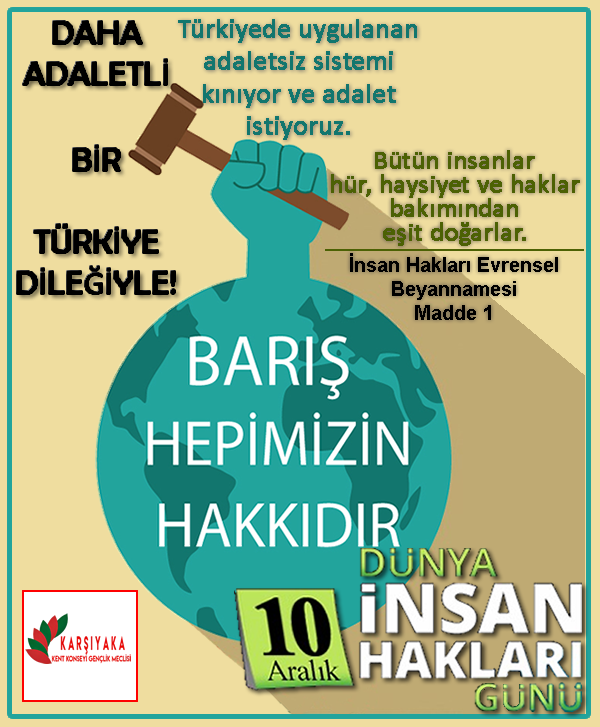 DAHA
ADALETLİ
BİR
TÜRKİYE
DİLEĞİYLE!
Türkiyede uygulanan
adaletsiz sistemi
kınıyor ve adalet
istiyoruz.
Bütün insanlar
hür, haysiyet ve haklar
bakımından
eşit doğarlar.
İnsan Hakları Evrensel
Beyannamesi
Madde 1
BARIŞ
HEPİMİZİN
HAKKIDIR
10
Aralık
DÜNYA
İNSAN
HAKLARI
GÜNÜ
KARŞIYAKA
KENT KONSEYİ GENÇLİK MECLİSİ